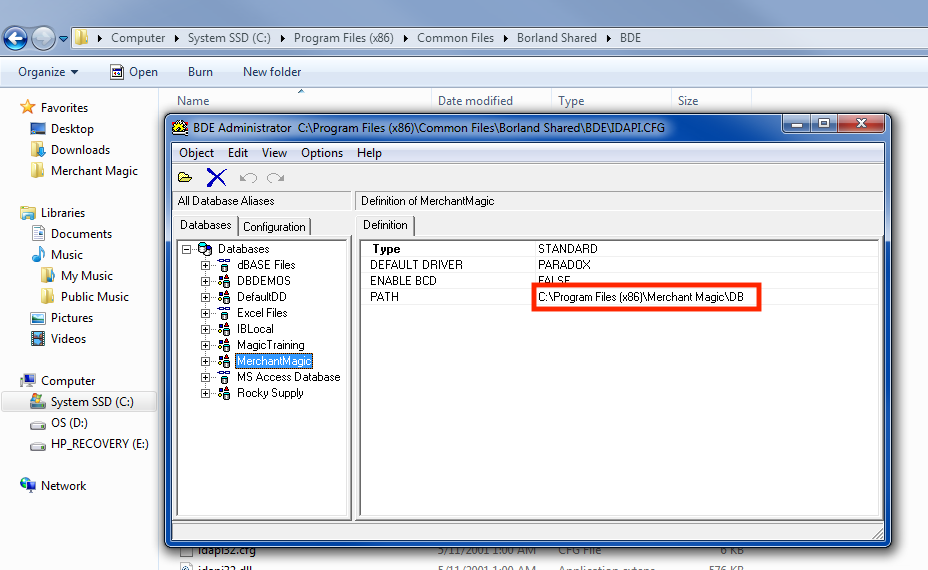 Computer System SSD (C:) Program Files (x86) Common Files Borland Shared BDE
Organize Open Burn New folder
Name Date modified Type Size
Favorites
Desktop
Downloads
Merchant Magic
Libraries
Documents
Music
My Music
Public Music
Pictures
Videos
Computer
System SSD (C:)
OS (D:)
HP_RECOVERY (E:)
Network
BDE Administrator C:\Program Files (x86)\Common Files\Borland Shared\BDE\IDAPI.CFG
Object Edit View Options Help
All Database Aliases
Definition of MerchantMagic
Databases Configuration
Definition
Databases
dBASE Files
DBDEMOS
DefaultDD
Excel Files
IBLocal
MagicTraining
MerchantMagic
MS Access Database
Rocky Supply
Type STANDARD
DEFAULT DRIVER PARADOX
ENABLE BCD FALSE
PATH C:\Program Files (x86)\Merchant Magic\DB
idapi32.cfg 5/11/2001 1:00 AM CFG File 6 KB
idapi32.dll 5/11/2001 1:00 AM 576 KB